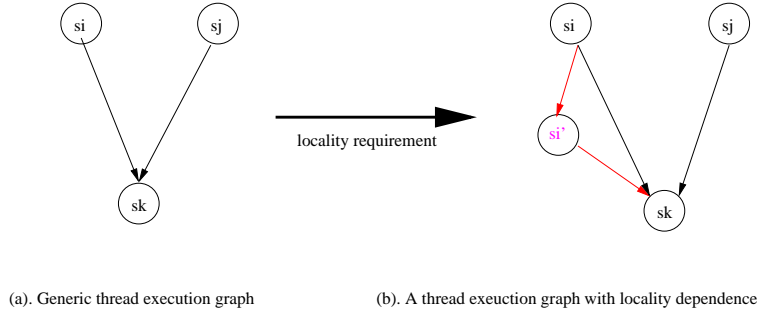 si
sj
si
sj
si'
locality requirement
sk
sk
(a). Generic thread execution graph
(b). A thread exeuction graph with locality dependence